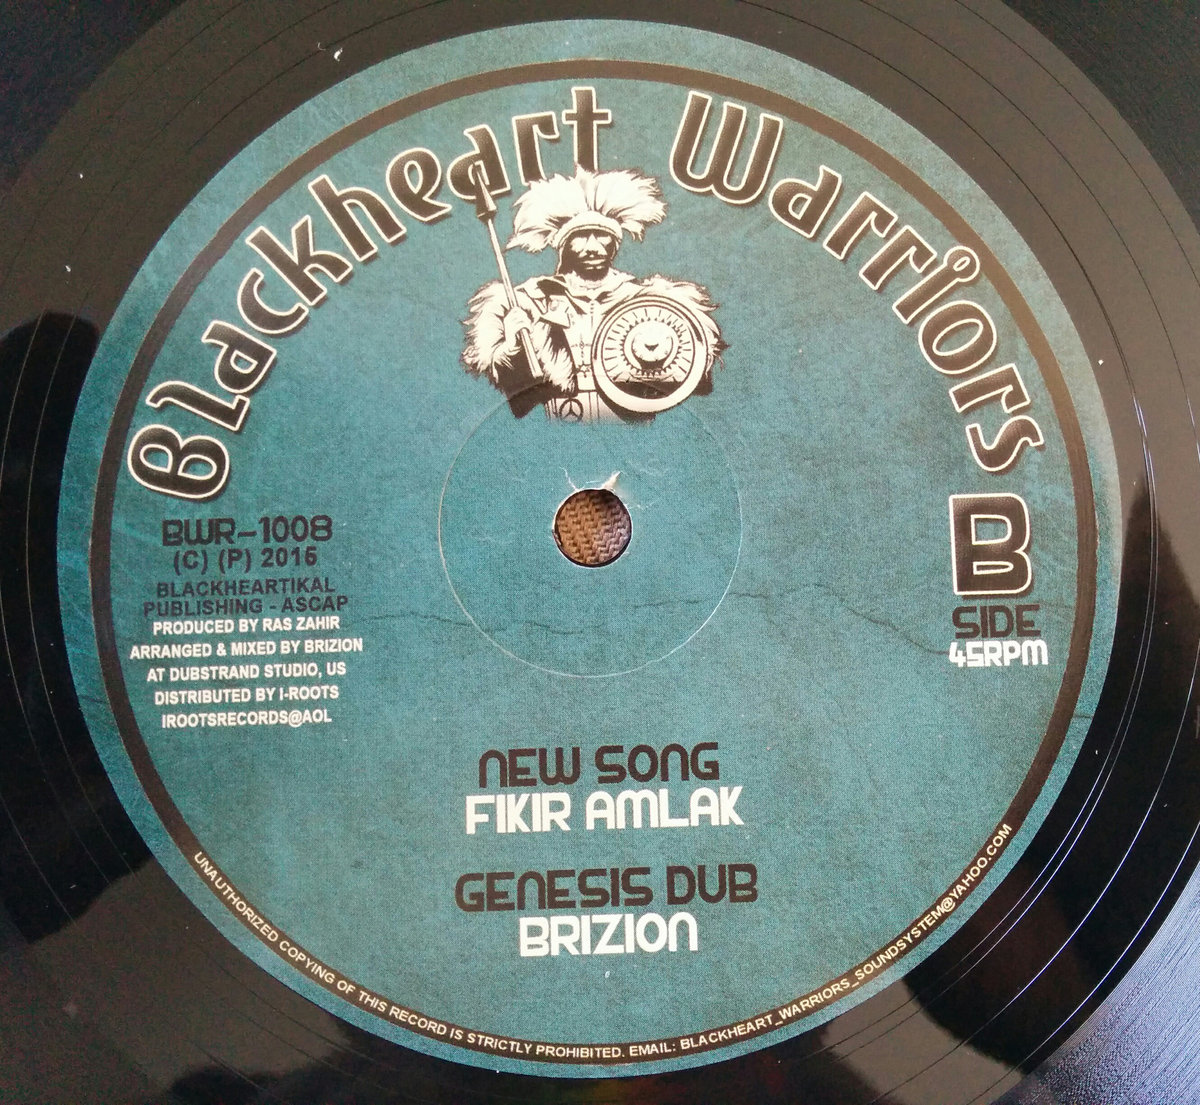 Blackheart Warriors
BWR-1008
(C) (P) 2015
BLACKHEARTIKAL
PUBLISHING - ASCAP
PRODUCED BY RAS ZAHIR
ARRANGED & MIXED BY BRIZION
AT DUBSTRAND STUDIO, US
DISTRIBUTED BY I-ROOTS
IROOTSRECORDS@AOL
B
SIDE
45RPM
NEW SONG
FIKIR AMLAK
GENESIS DUB
BRIZION
UNAUTHORIZED COPYING OF THIS RECORD IS STRICTLY PROHIBITED. EMAIL: BLACKHEART_WARRIORS_SOUNDSYSTEM@YAHOO.COM